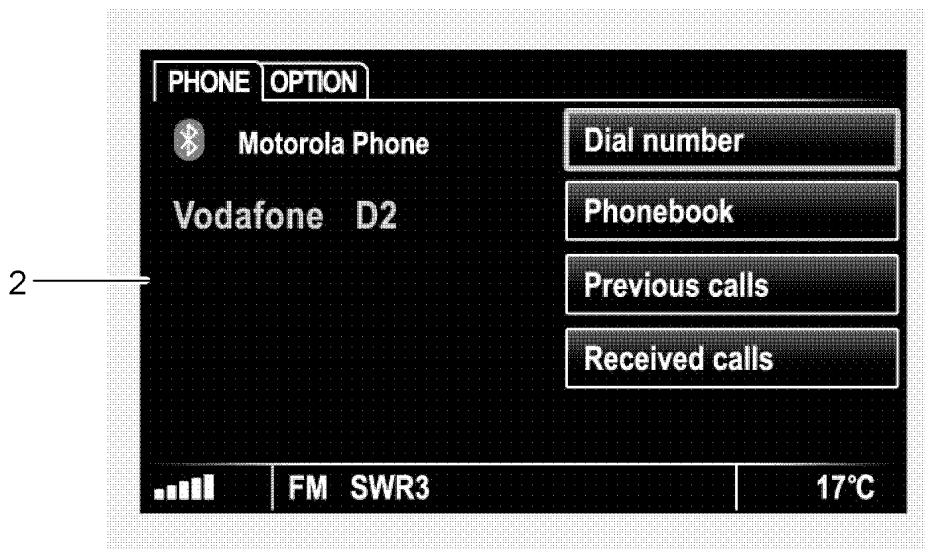 PHONE OPTION
Motorola Phone
Vodafone D2
Dial number
Phonebook
Previous calls
Received calls
2
FM SWR3
17°C